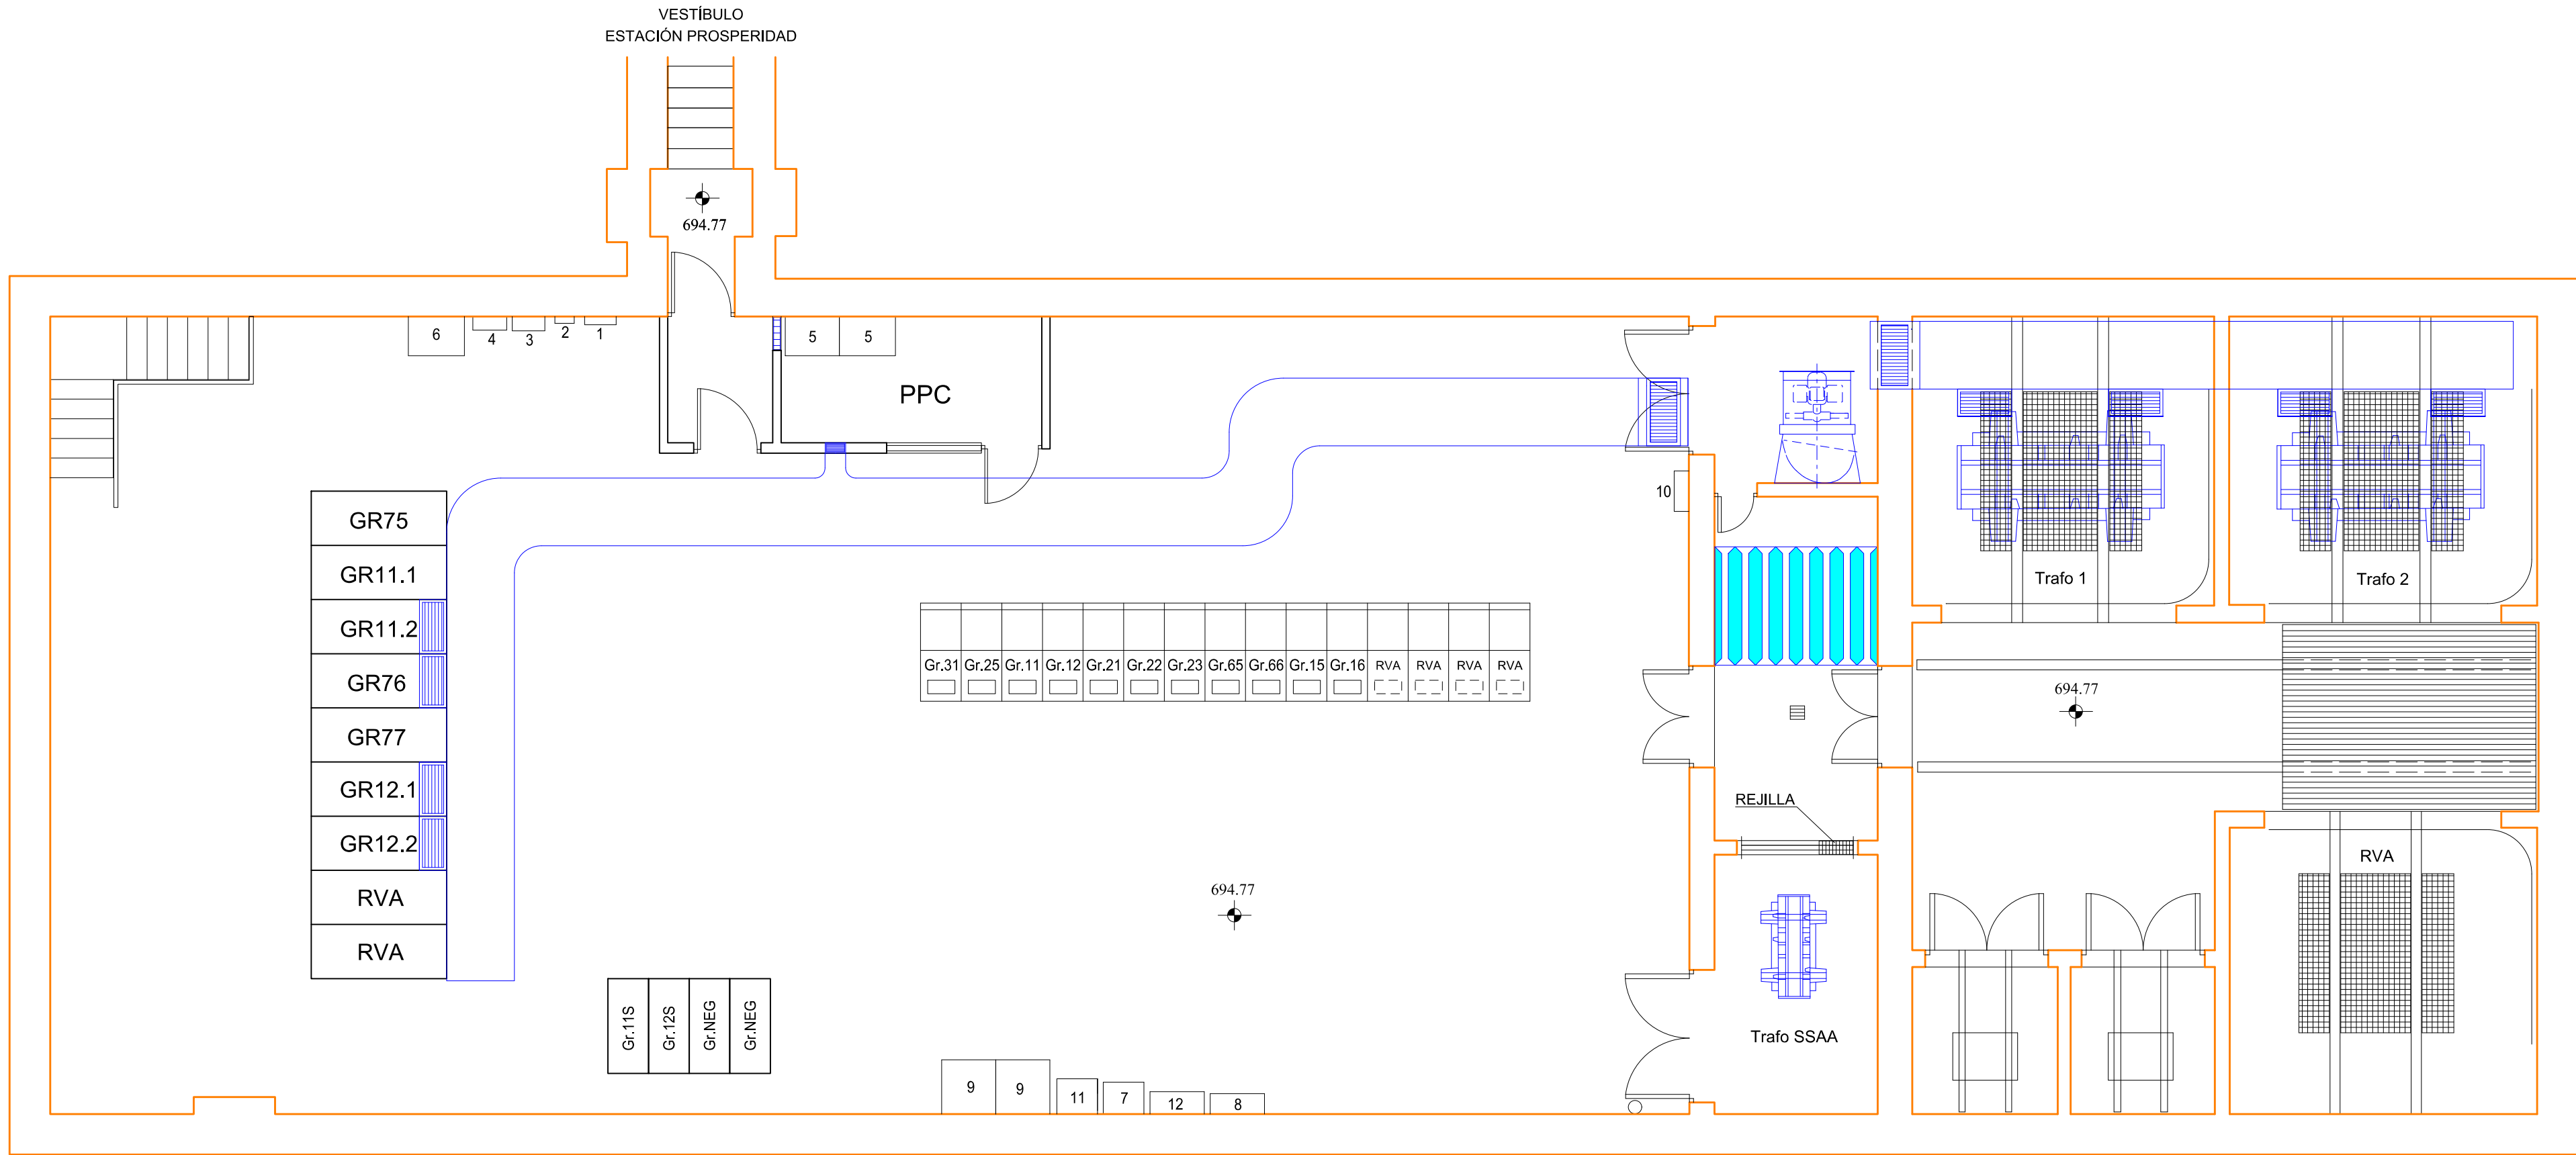 VESTÍBULO
ESTACIÓN PROSPERIDAD
694.77
6
4
3
2
1
5
5
PPC
10
GR75
GR11.1
GR11.2
GR76
GR77
GR12.1
GR12.2
RVA
RVA
Gr.31 Gr.25 Gr.11 Gr.12 Gr.21 Gr.22 Gr.23 Gr.65 Gr.66 Gr.15 Gr.16 RVA RVA RVA RVA
Trafo 1
Trafo 2
694.77
REJILLA
RVA
694.77
Gr.11S
Gr.12S
Gr.NEG
Gr.NEG
Trafo SSAA
9
9
11
7
12
8